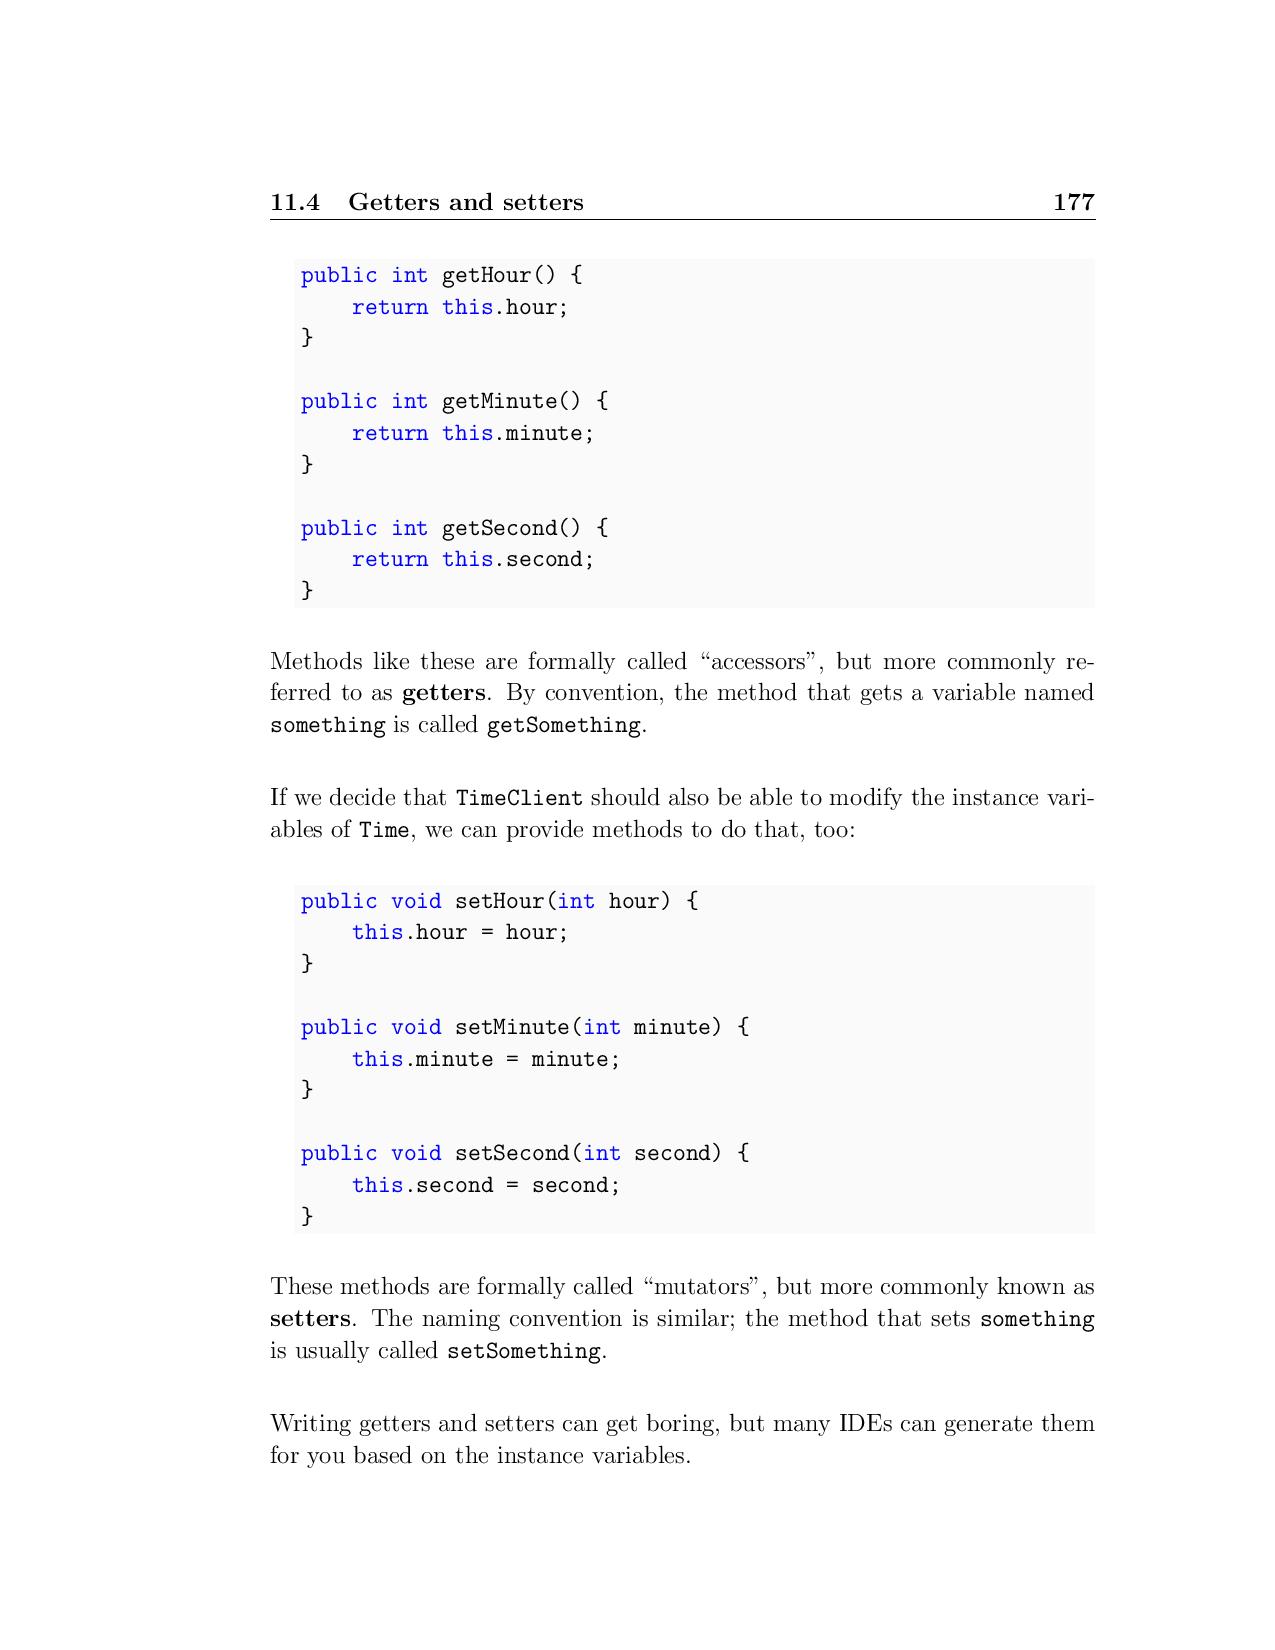 11.4 Getters and setters 177
public int getHour() {
    return this.hour;
}
public int getMinute() {
    return this.minute;
}
public int getSecond() {
    return this.second;
}
Methods like these are formally called “accessors”, but more commonly re-
ferred to as getters. By convention, the method that gets a variable named
something is called getSomething.
If we decide that TimeClient should also be able to modify the instance vari-
ables of Time, we can provide methods to do that, too:
public void setHour(int hour) {
    this.hour = hour;
}
public void setMinute(int minute) {
    this.minute = minute;
}
public void setSecond(int second) {
    this.second = second;
}
These methods are formally called “mutators”, but more commonly known as
setters. The naming convention is similar; the method that sets something
is usually called setSomething.
Writing getters and setters can get boring, but many IDEs can generate them
for you based on the instance variables.